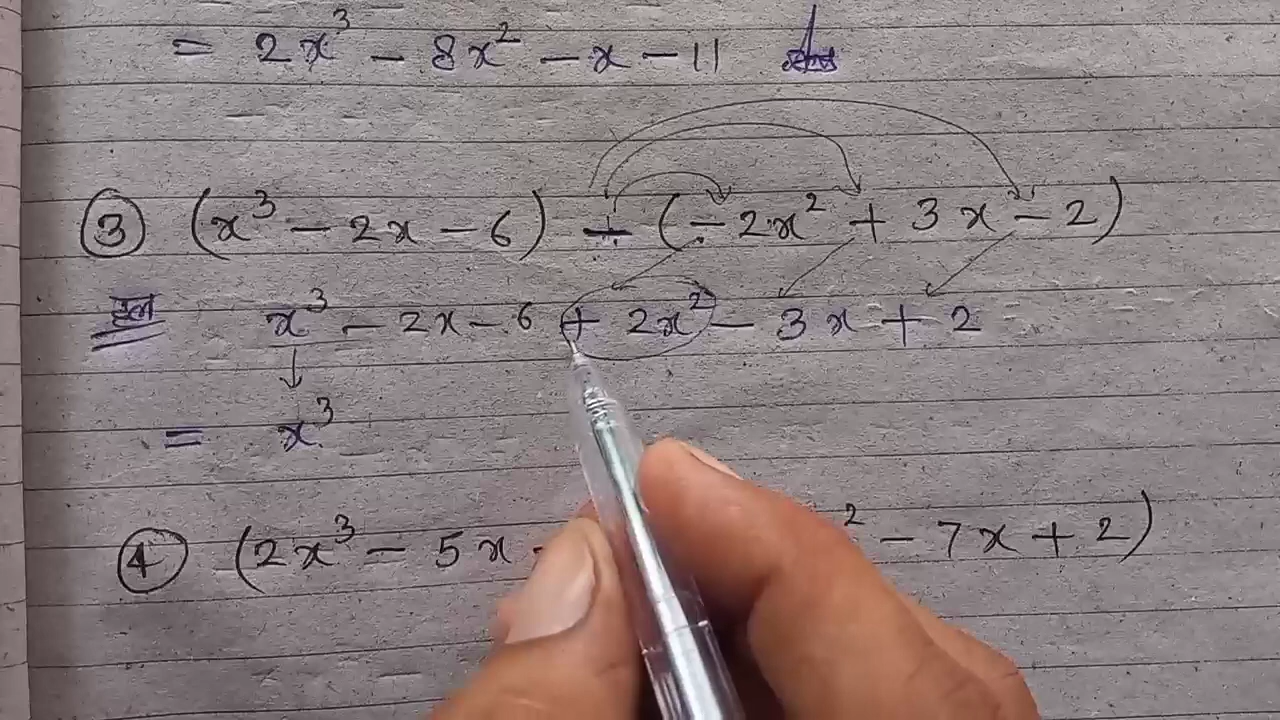 = 2x³ - 8x² - x - 11 Ans
③ (x³ - 2x - 6) - (-2x² + 3x - 2)
हल x³ - 2x - 6 + 2x² - 3x + 2
= x³
④ (2x³ - 5x - ² - 7x + 2)